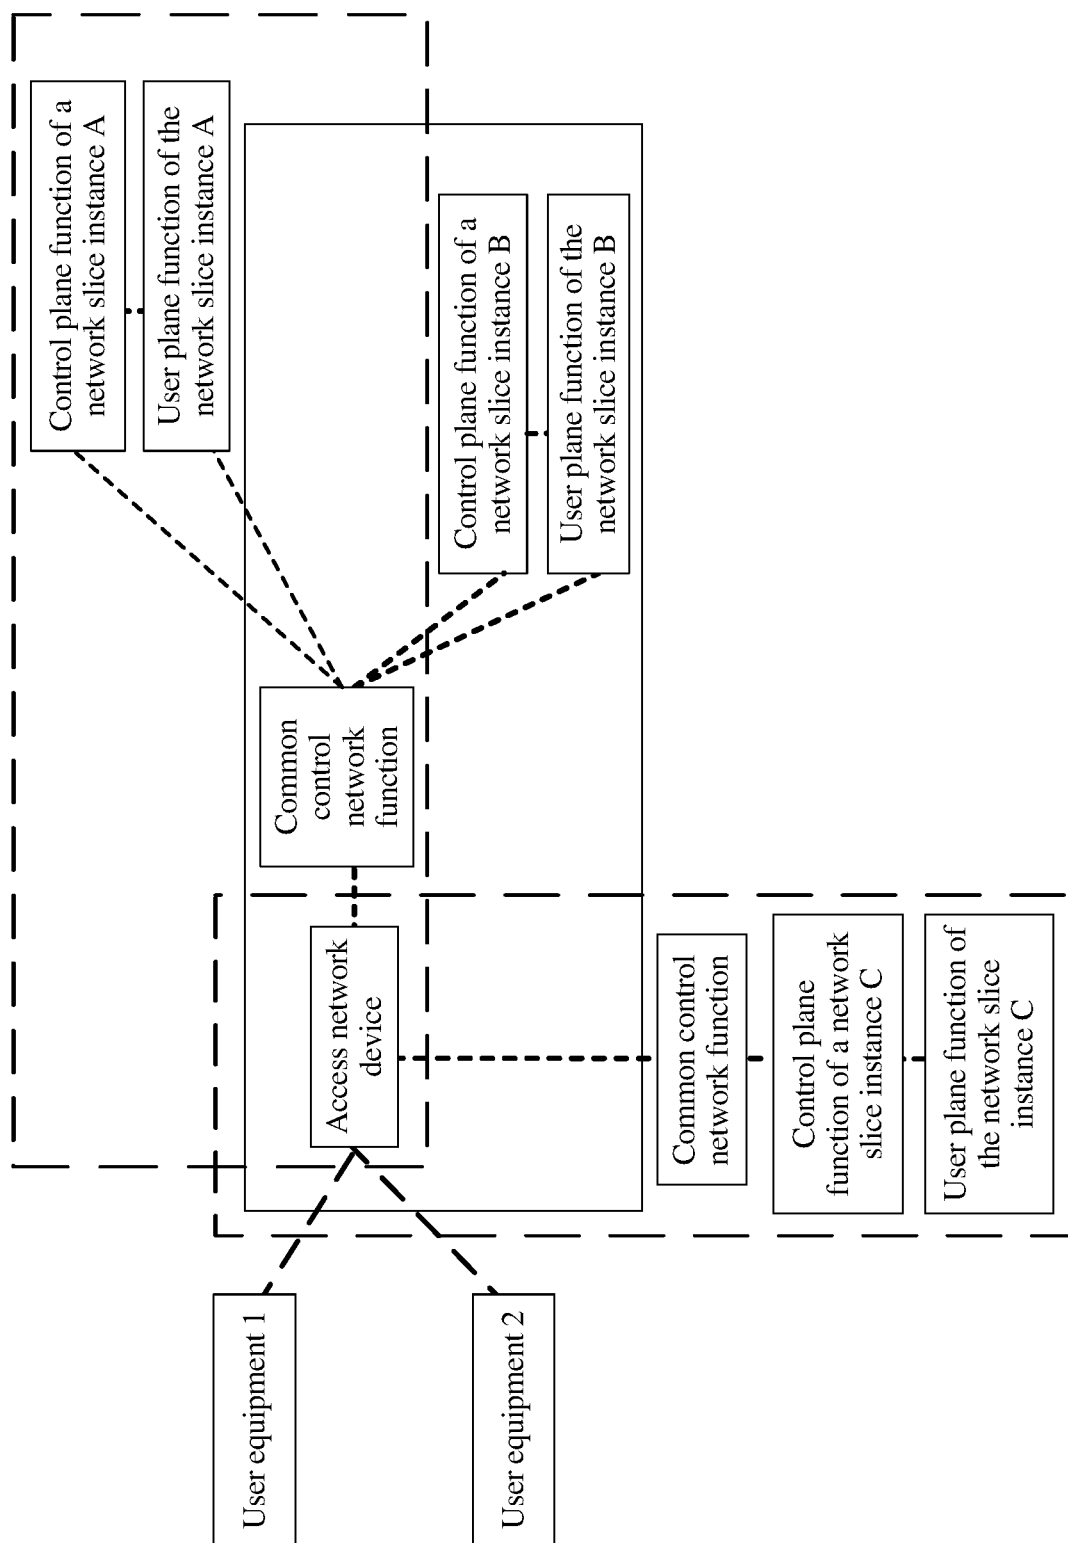 User equipment 1
User equipment 2
Access network
device
Common
control
network
function
Control plane function of a
network slice instance A
User plane function of the
network slice instance A
Control plane function of a
network slice instance B
User plane function of the
network slice instance B
Common control
network function
Control plane
function of a network
slice instance C
User plane function of
the network slice
instance C